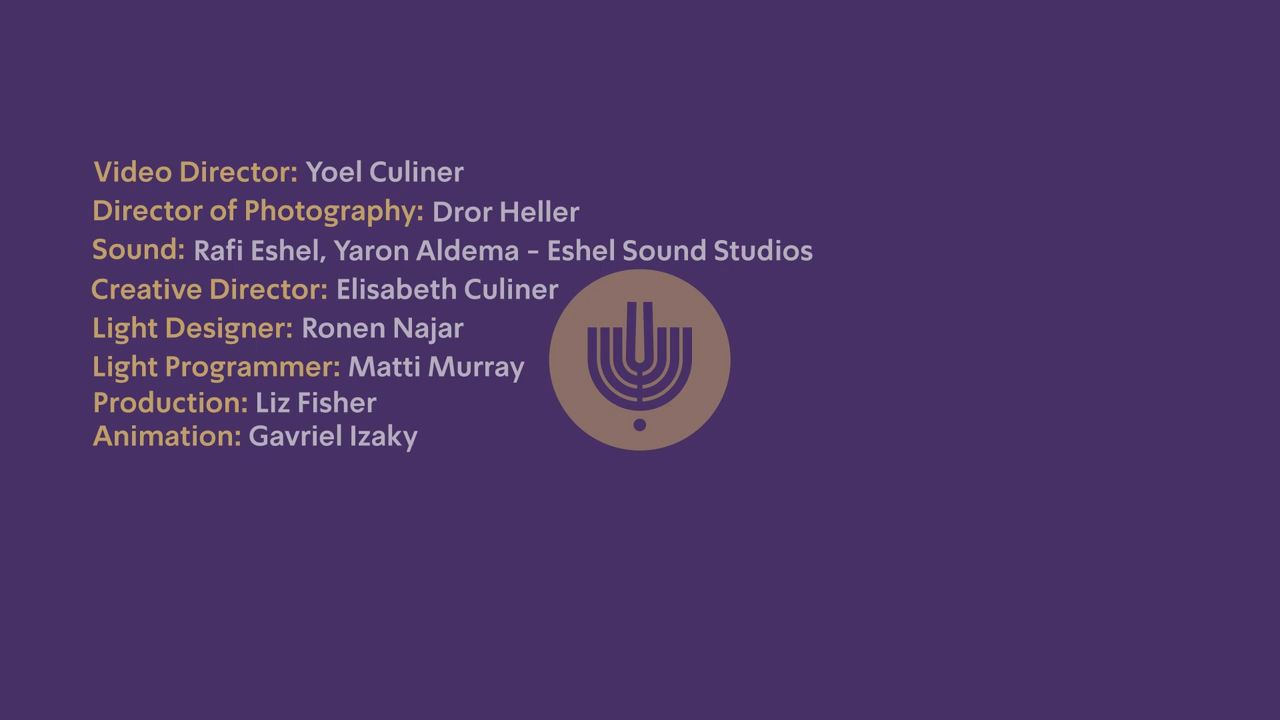 Video Director: Yoel Culiner
Director of Photography: Dror Heller
Sound: Rafi Eshel, Yaron Aldema – Eshel Sound Studios
Creative Director: Elisabeth Culiner
Light Designer: Ronen Najar
Light Programmer: Matti Murray
Production: Liz Fisher
Animation: Gavriel Izaky